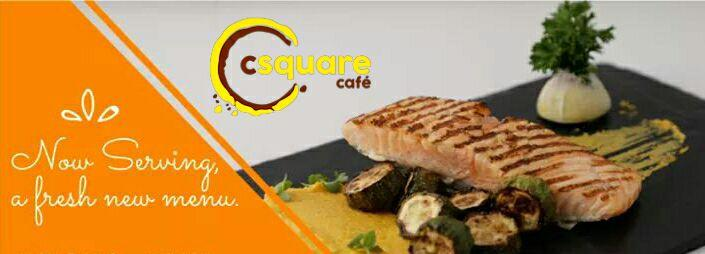 csquare
café
Now Serving,
a fresh new menu.